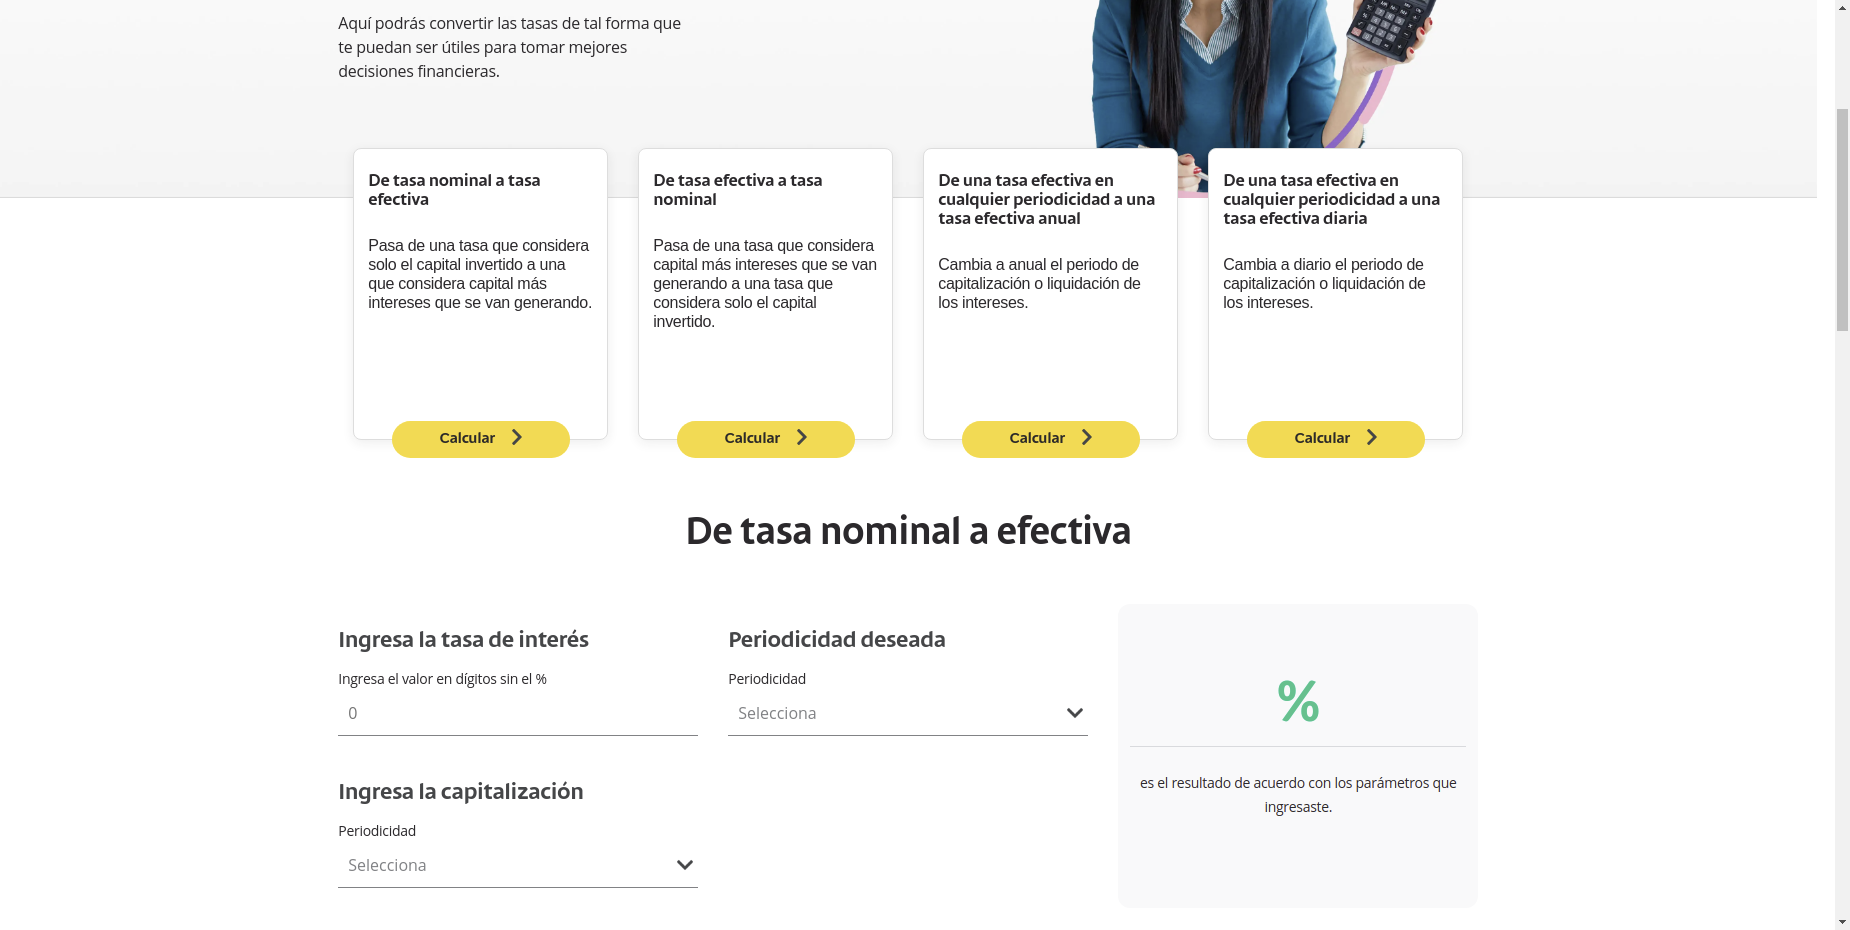 Aquí podrás convertir las tasas de tal forma que
te puedan ser útiles para tomar mejores
decisiones financieras.
De tasa nominal a tasa
efectiva
Pasa de una tasa que considera
solo el capital invertido a una
que considera capital más
intereses que se van generando.
Calcular
De tasa efectiva a tasa
nominal
Pasa de una tasa que considera
capital más intereses que se van
generando a una tasa que
considera solo el capital
invertido.
Calcular
De una tasa efectiva en
cualquier periodicidad a una
tasa efectiva anual
Cambia a anual el periodo de
capitalización o liquidación de
los intereses.
Calcular
De una tasa efectiva en
cualquier periodicidad a una
tasa efectiva diaria
Cambia a diario el periodo de
capitalización o liquidación de
los intereses.
Calcular
De tasa nominal a efectiva
Ingresa la tasa de interés
Ingresa el valor en dígitos sin el %
0
Periodicidad deseada
Periodicidad
Selecciona
Ingresa la capitalización
Periodicidad
Selecciona
%
es el resultado de acuerdo con los parámetros que
ingresaste.